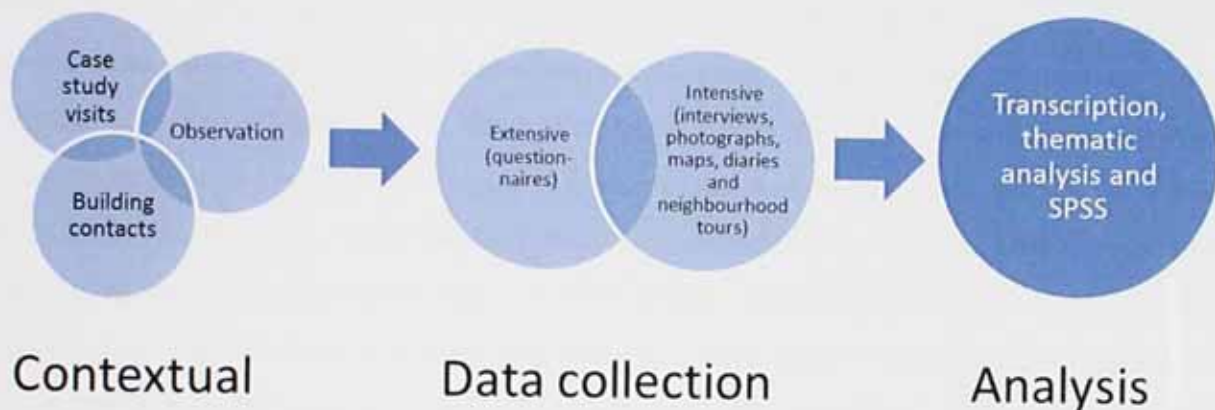 Case
study
visits
Observation
Building
contacts
Extensive
(question-
naires)
Intensive
(interviews,
photographs,
maps, diaries
and
neighbourhood
tours)
Transcription,
thematic
analysis and
SPSS
Contextual
Data collection
Analysis